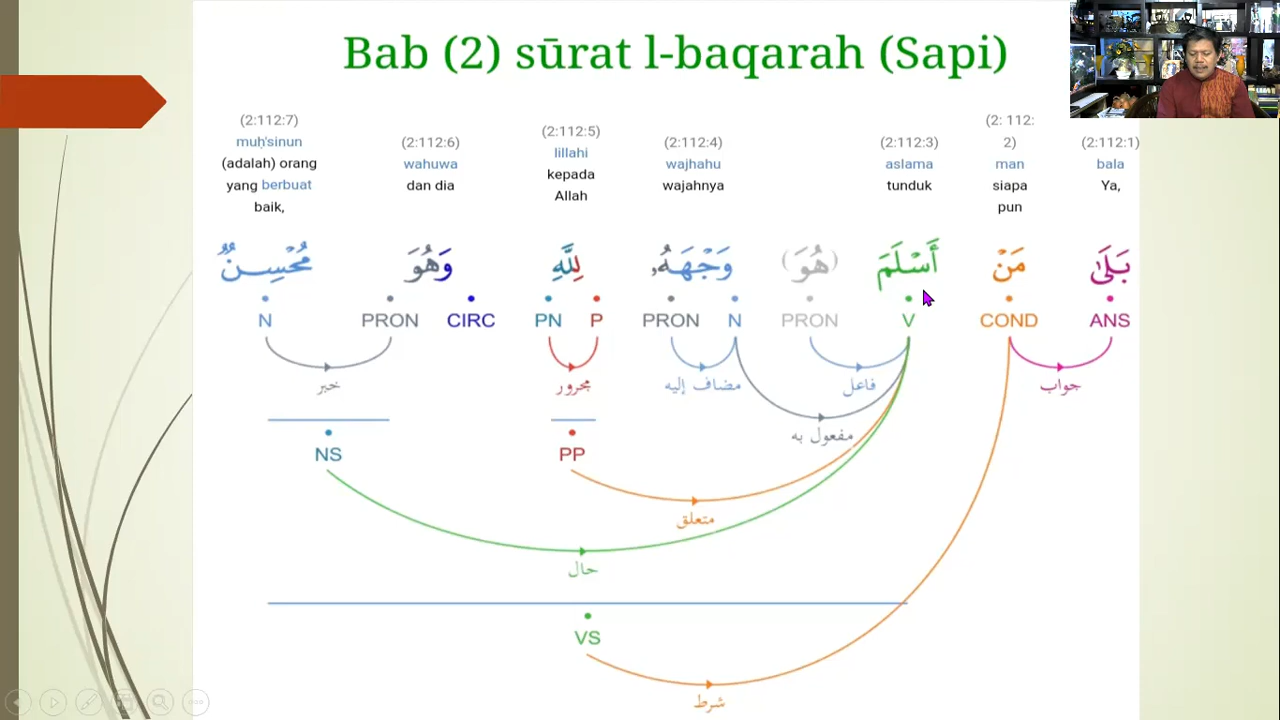 Bab (2) sūrat l-baqarah (Sapi)
(2:112:7)
muḥ'sinun
(adalah) orang
yang berbuat
baik,
(2:112:6)
wahuwa
dan dia
(2:112:5)
lillahi
kepada
Allah
(2:112:4)
wajhahu
wajahnya
(2:112:3)
aslama
tunduk
(2: 112:
2)
man
siapa
pun
(2:112:1)
bala
Ya,
بَلَىٰ مَنْ أَسْلَمَ (هُوَ) وَجْهَهُۥ لِلَّهِ وَهُوَ مُحْسِنٌ
N PRON CIRC PN P PRON N PRON V COND ANS
خبر مجرور مضاف إليه فاعل جواب
مفعول به
NS PP
متعلق
حال
VS
شرط